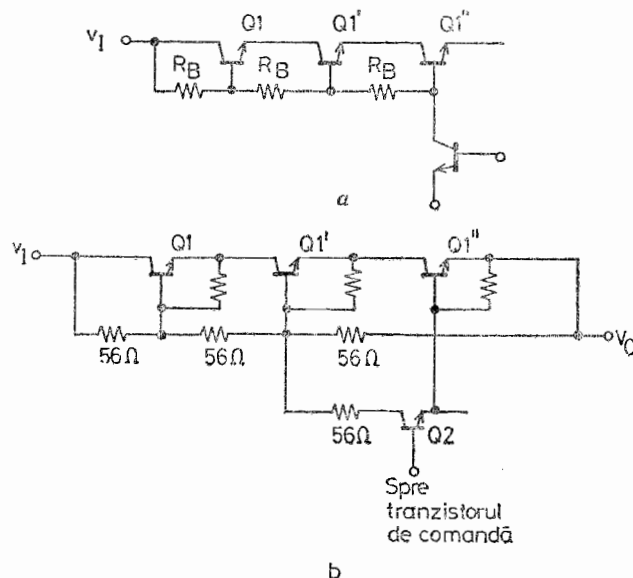 Q1 Q1' Q1"
vI
RB RB RB
a
vI Q1 Q1' Q1"
56Ω 56Ω 56Ω
VO
56Ω Q2
Spre
tranzistorul
de comandă
b